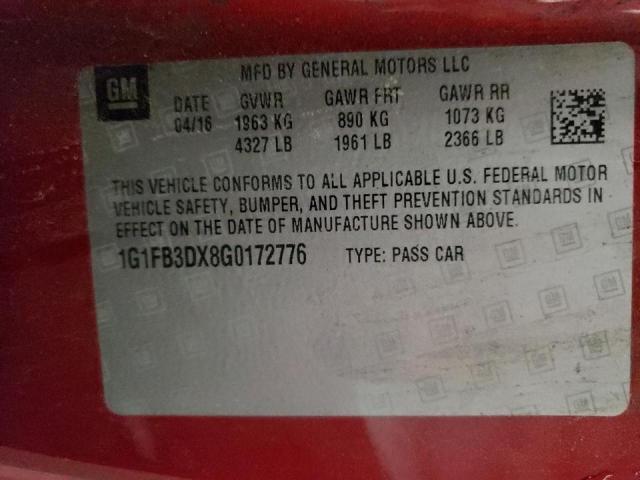 GM
MFD BY GENERAL MOTORS LLC
DATE GVWR GAWR FRT GAWR RR
04/16 1963 KG 890 KG 1073 KG
4327 LB 1961 LB 2366 LB
THIS VEHICLE CONFORMS TO ALL APPLICABLE U.S. FEDERAL MOTOR
VEHICLE SAFETY, BUMPER, AND THEFT PREVENTION STANDARDS IN
EFFECT ON THE DATE OF MANUFACTURE SHOWN ABOVE.
1G1FB3DX8G0172776 TYPE: PASS CAR